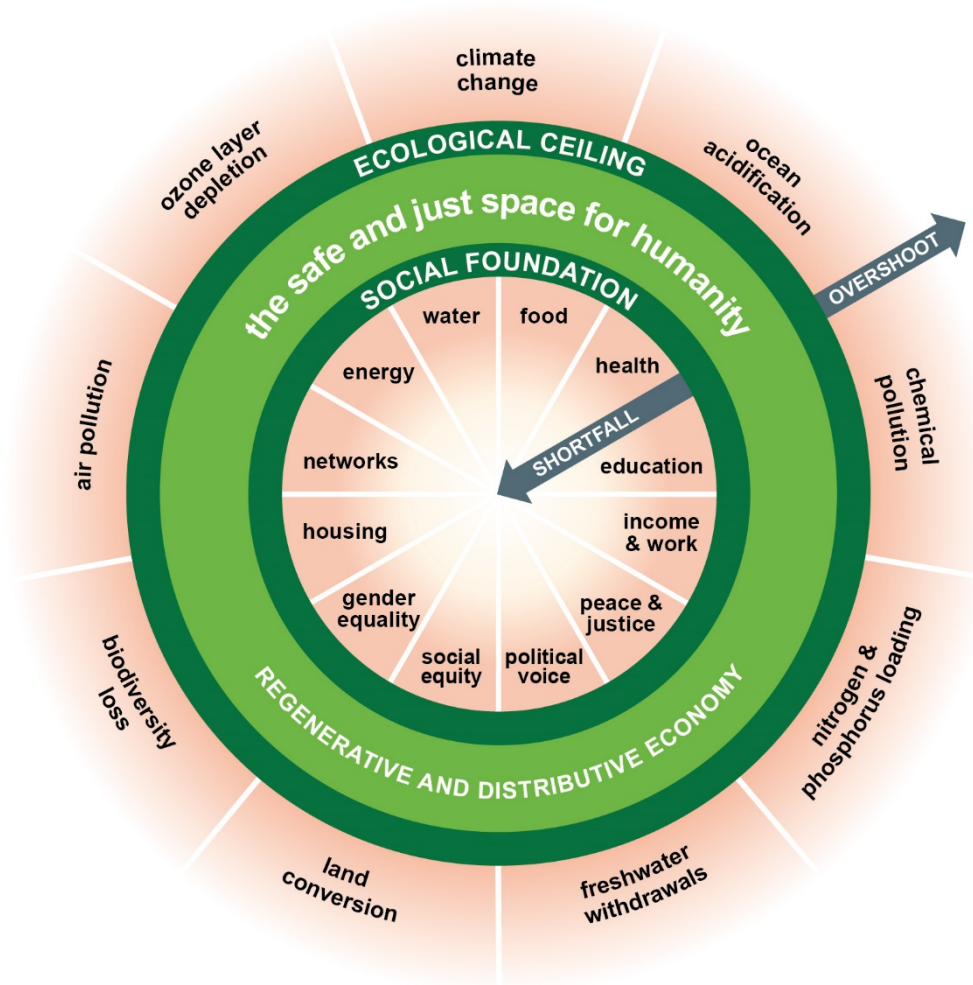 climate
change
ocean
acidification
chemical
pollution
nitrogen &
phosphorus loading
freshwater
withdrawals
land
conversion
biodiversity
loss
air pollution
ozone layer
depletion
OVERSHOOT
ECOLOGICAL CEILING
the safe and just space for humanity
SOCIAL FOUNDATION
water
food
health
SHORTFALL
education
income
& work
peace &
justice
political
voice
social
equity
gender
equality
housing
networks
energy
REGENERATIVE AND DISTRIBUTIVE ECONOMY